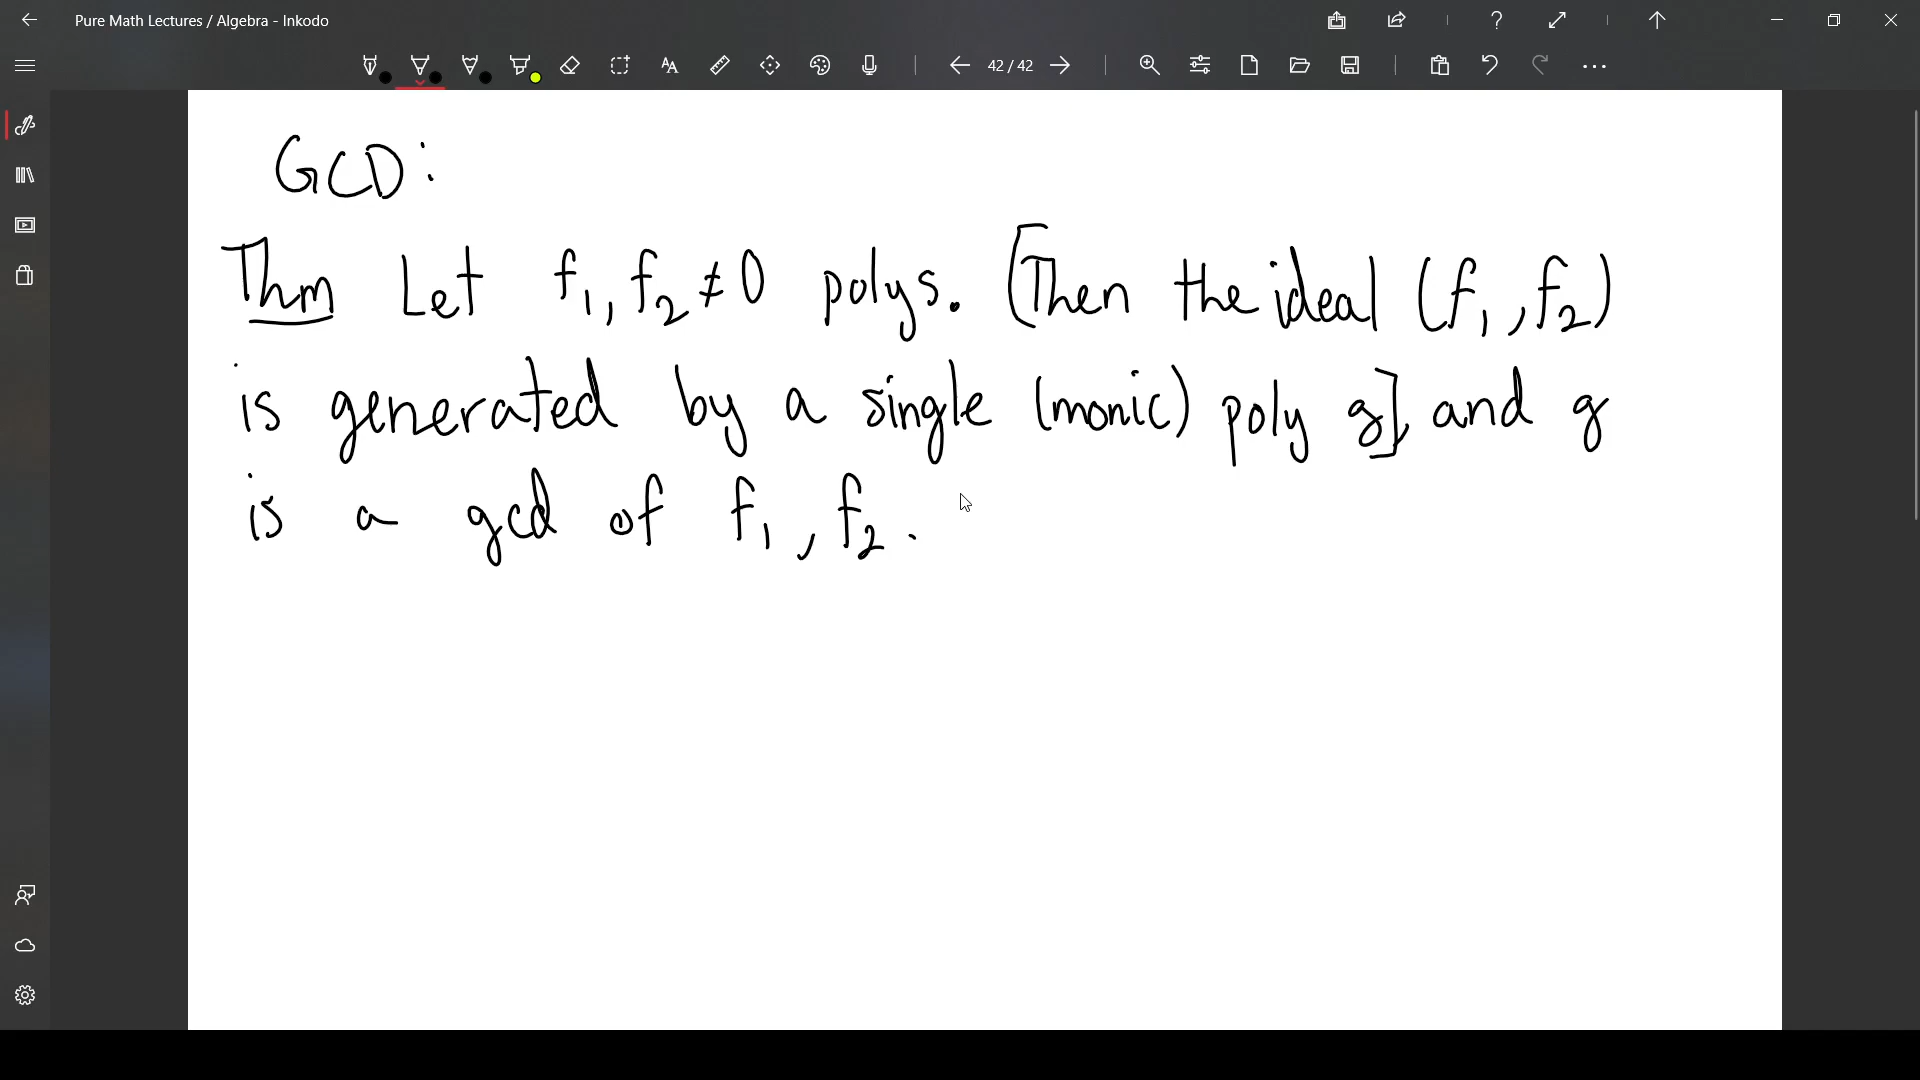 Pure Math Lectures / Algebra - Inkodo
42 / 42
GCD:
Thm Let f₁, f₂ ≠ 0 polys. [Then the ideal (f₁, f₂)
is generated by a single (monic) poly g], and g
is a gcd of f₁, f₂.